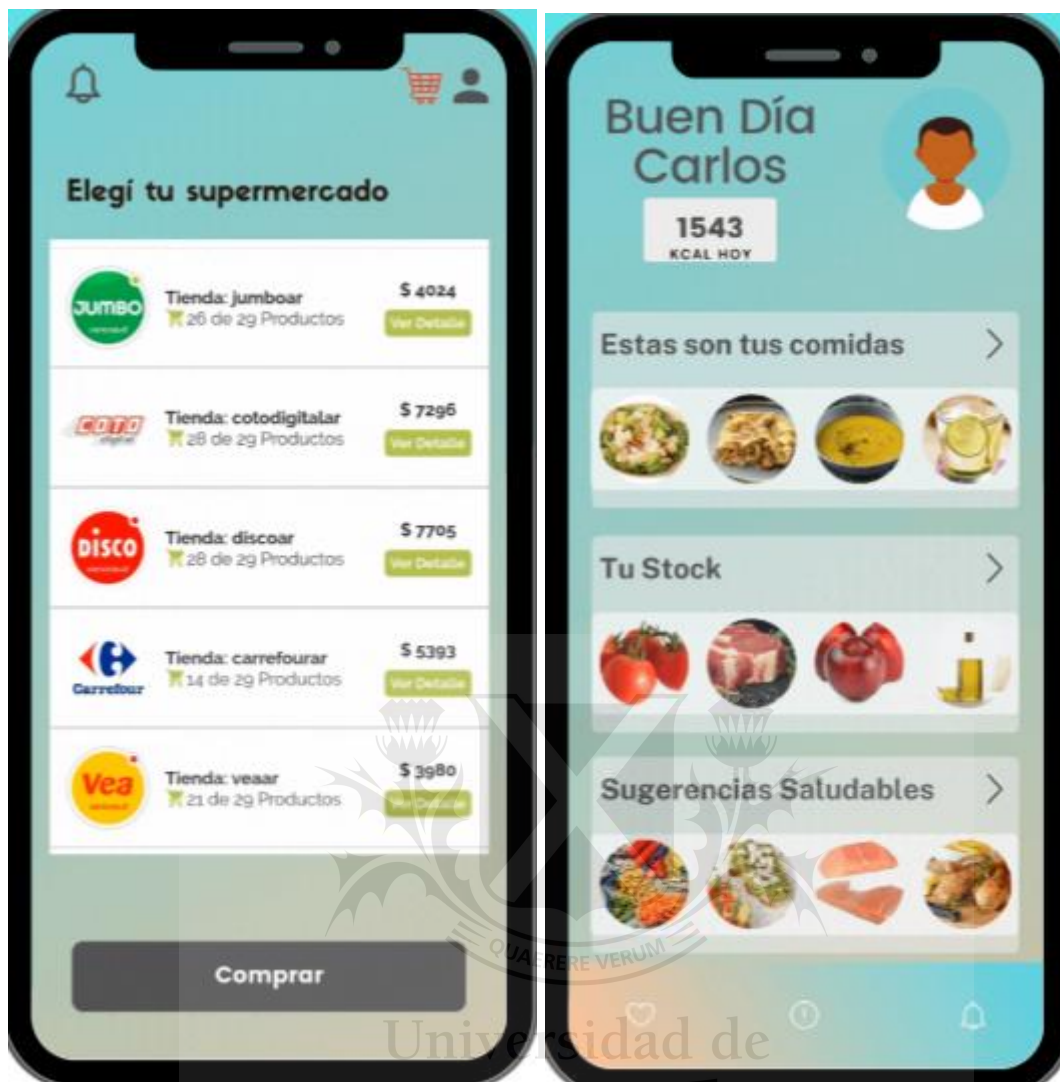 Elegí tu supermercado
JUMBO
Tienda: jumboar
26 de 29 Productos
$ 4024
Ver Detalle
COTO
digital
Tienda: cotodigitalar
28 de 29 Productos
$ 7296
Ver Detalle
DISCO
Tienda: discoar
28 de 29 Productos
$ 7705
Ver Detalle
Carrefour
Tienda: carrefourar
14 de 29 Productos
$ 5393
Ver Detalle
Vea
Tienda: veaar
21 de 29 Productos
$ 3980
Ver Detalle
Comprar
Buen Día
Carlos
1543
KCAL HOY
Estas son tus comidas
Tu Stock
Sugerencias Saludables
QUAERERE VERUM
Universidad de